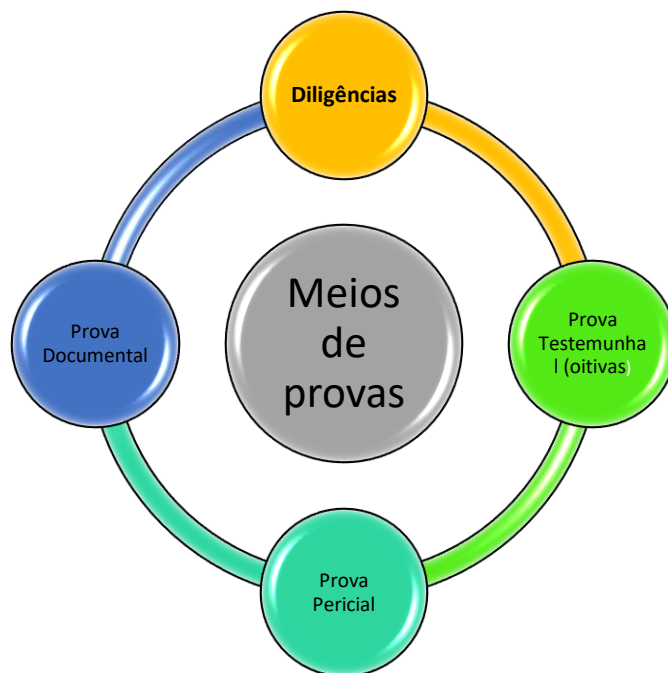 Diligências
Meios
de
provas
Prova
Documental
Prova
Testemunha
l (oitivas)
Prova
Pericial